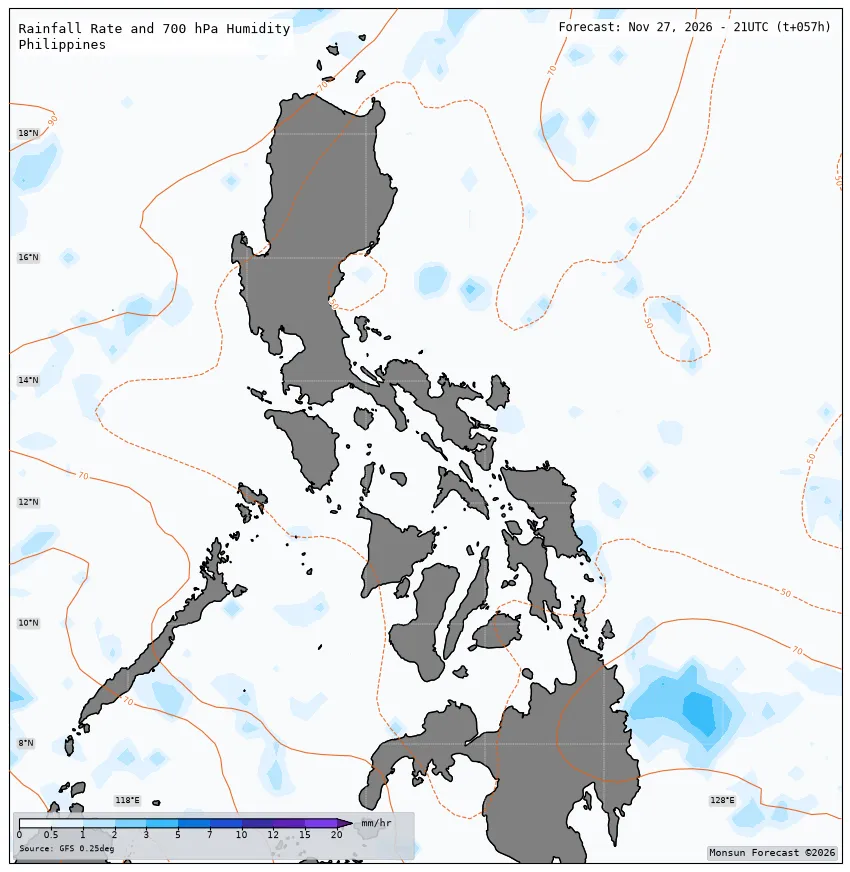 Rainfall Rate and 700 hPa Humidity
Philippines
Forecast: Nov 27, 2026 - 21UTC (t+057h)
70
70
90
18°N
50
16°N
50
50
14°N
50
70
12°N
50
10°N
70
70
8°N
118°E
128°E
mm/hr
0 0.5 1 2 3 5 7 10 12 15 20
Source: GFS 0.25deg
Monsun Forecast ©2026